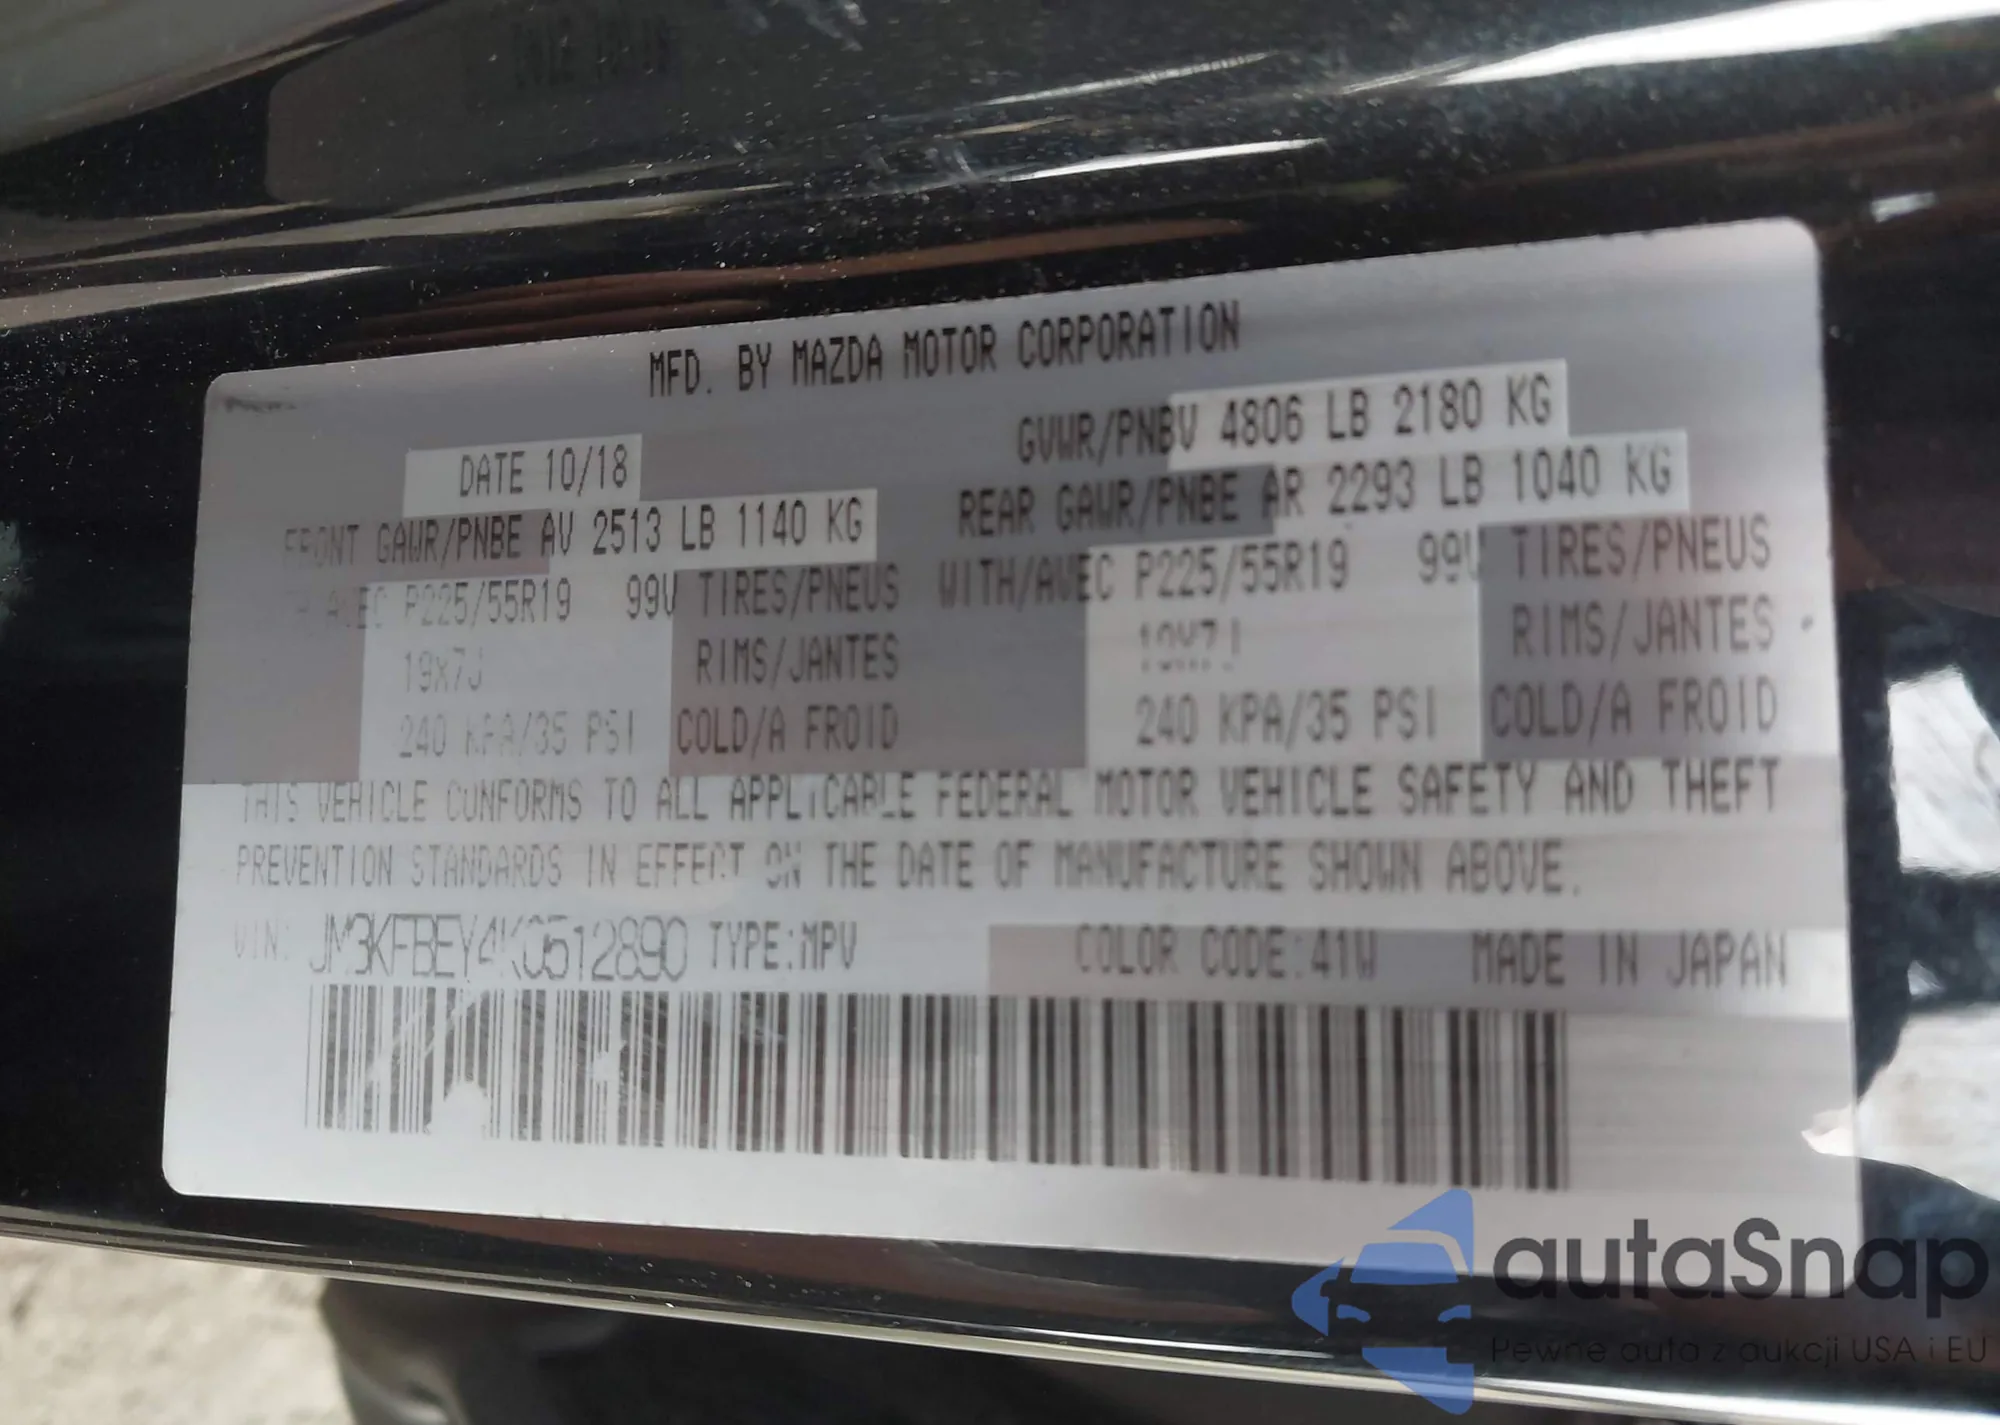 MFD. BY MAZDA MOTOR CORPORATION
DATE 10/18 GVWR/PNBV 4806 LB 2180 KG
FRONT GAWR/PNBE AV 2513 LB 1140 KG REAR GAWR/PNBE AR 2293 LB 1040 KG
AVEC P225/55R19 99V TIRES/PNEUS WITH/AVEC P225/55R19 99V TIRES/PNEUS
19x7J RIMS/JANTES 19x7J RIMS/JANTES
240 KPA/35 PSI COLD/A FROID 240 KPA/35 PSI COLD/A FROID
THIS VEHICLE CONFORMS TO ALL APPLICABLE FEDERAL MOTOR VEHICLE SAFETY AND THEFT
PREVENTION STANDARDS IN EFFECT ON THE DATE OF MANUFACTURE SHOWN ABOVE.
VIN: JM3KFBEY4K0512890 TYPE:MPV COLOR CODE:41W MADE IN JAPAN
autaSnap
Pewne auta z aukcji USA i EU